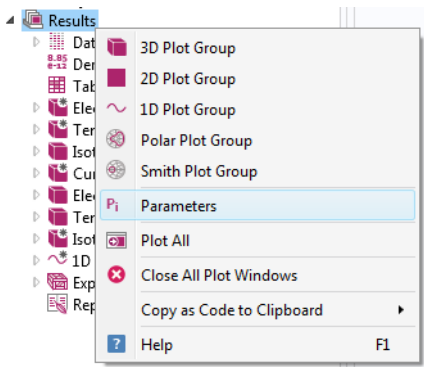 Results
Dat
3D Plot Group
8.85
e-12 Der
2D Plot Group
Tab
Elec
1D Plot Group
Ter
Polar Plot Group
Isot
Cur
Smith Plot Group
Elec
Pi Parameters
Ter
Isot
Plot All
1D
Exp
Close All Plot Windows
Rep
Copy as Code to Clipboard
? Help F1